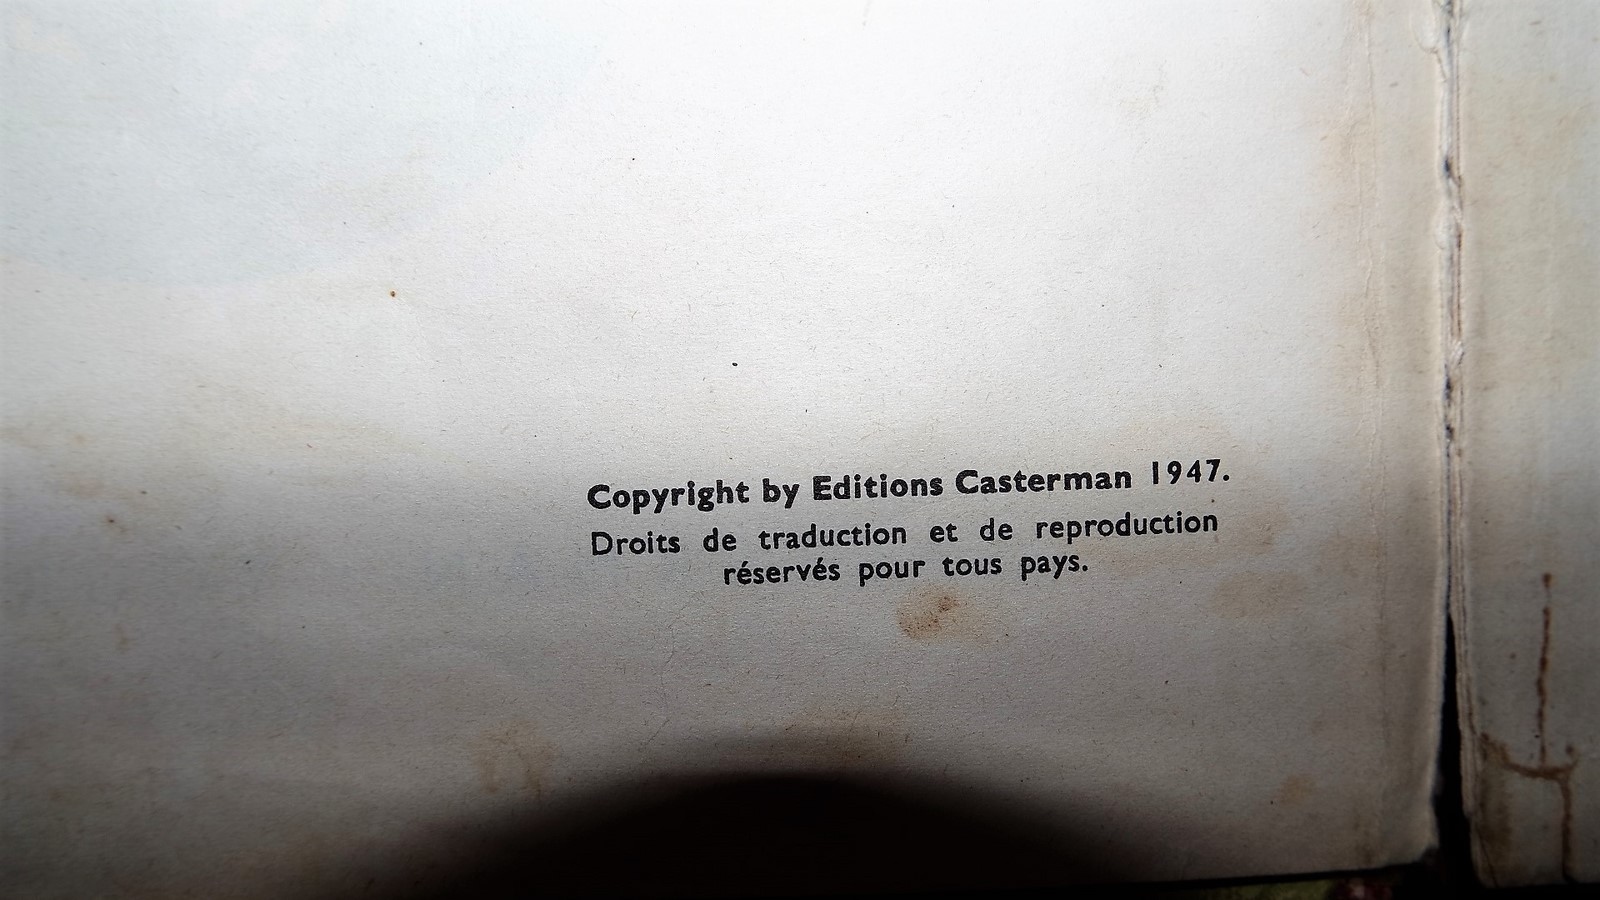 Copyright by Editions Casterman 1947.
Droits de traduction et de reproduction
réservés pour tous pays.